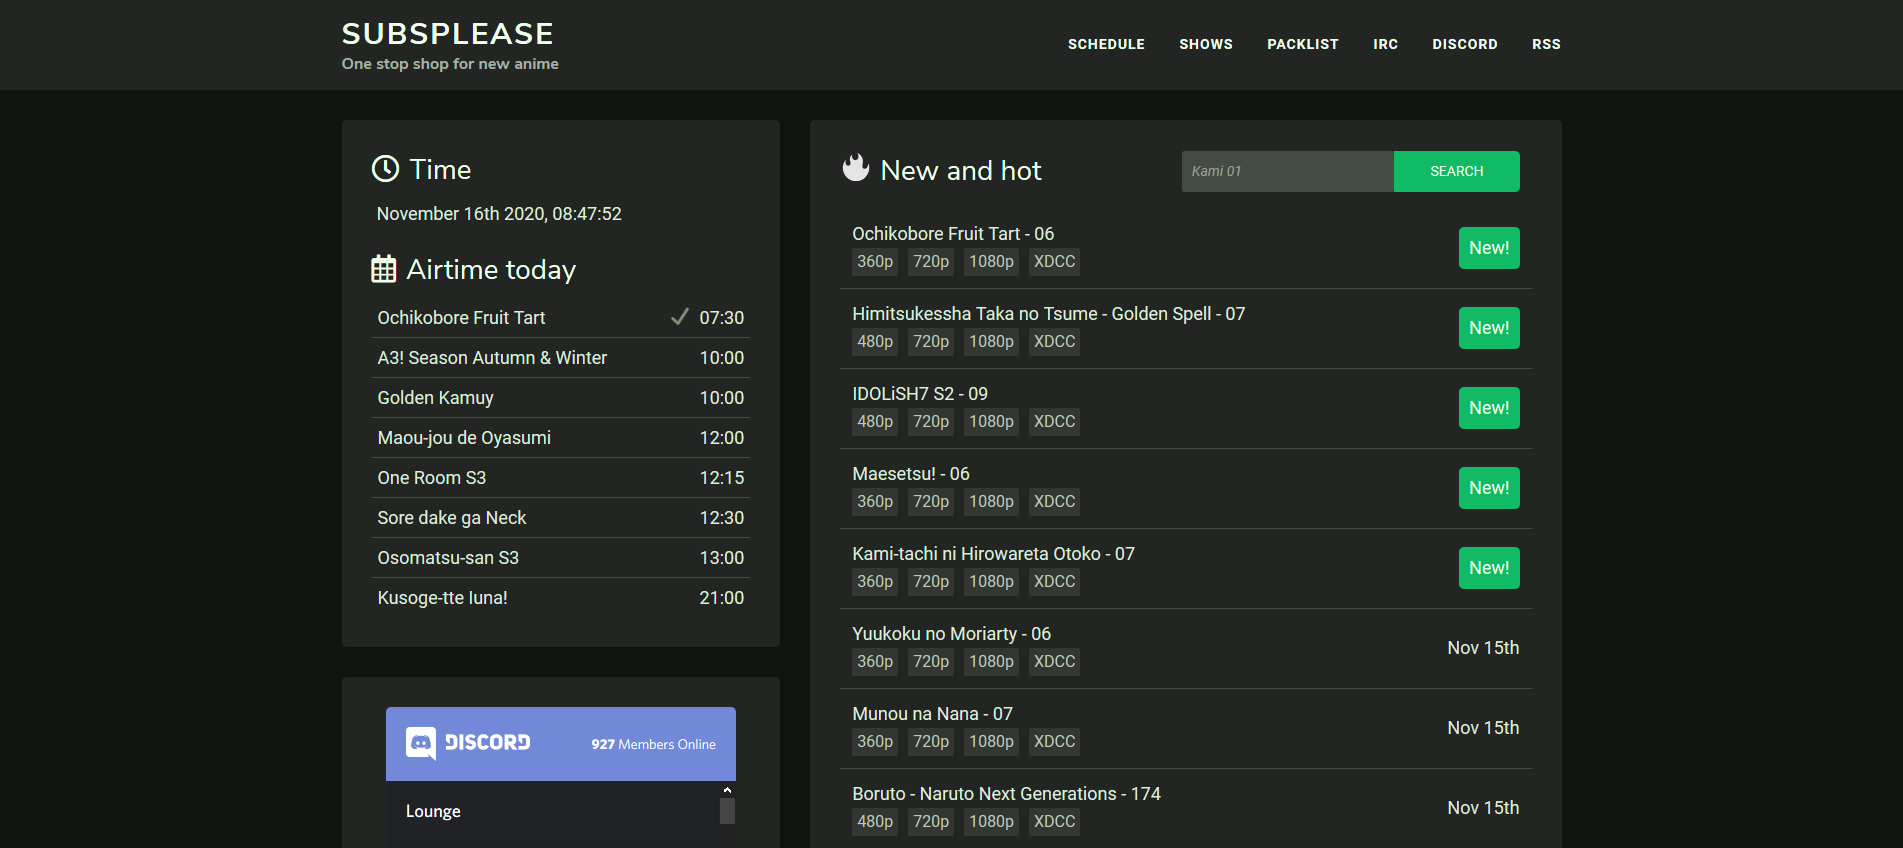 SUBSPLEASE
One stop shop for new anime
SCHEDULE SHOWS PACKLIST IRC DISCORD RSS
Time
November 16th 2020, 08:47:52
Airtime today
Ochikobore Fruit Tart 07:30
A3! Season Autumn & Winter 10:00
Golden Kamuy 10:00
Maou-jou de Oyasumi 12:00
One Room S3 12:15
Sore dake ga Neck 12:30
Osomatsu-san S3 13:00
Kusoge-tte Iuna! 21:00
DISCORD 927 Members Online
Lounge
New and hot
Kami 01 SEARCH
Ochikobore Fruit Tart - 06
360p 720p 1080p XDCC
New!
Himitsukessha Taka no Tsume - Golden Spell - 07
480p 720p 1080p XDCC
New!
IDOLiSH7 S2 - 09
480p 720p 1080p XDCC
New!
Maesetsu! - 06
360p 720p 1080p XDCC
New!
Kami-tachi ni Hirowareta Otoko - 07
360p 720p 1080p XDCC
New!
Yuukoku no Moriarty - 06
360p 720p 1080p XDCC
Nov 15th
Munou na Nana - 07
360p 720p 1080p XDCC
Nov 15th
Boruto - Naruto Next Generations - 174
480p 720p 1080p XDCC
Nov 15th